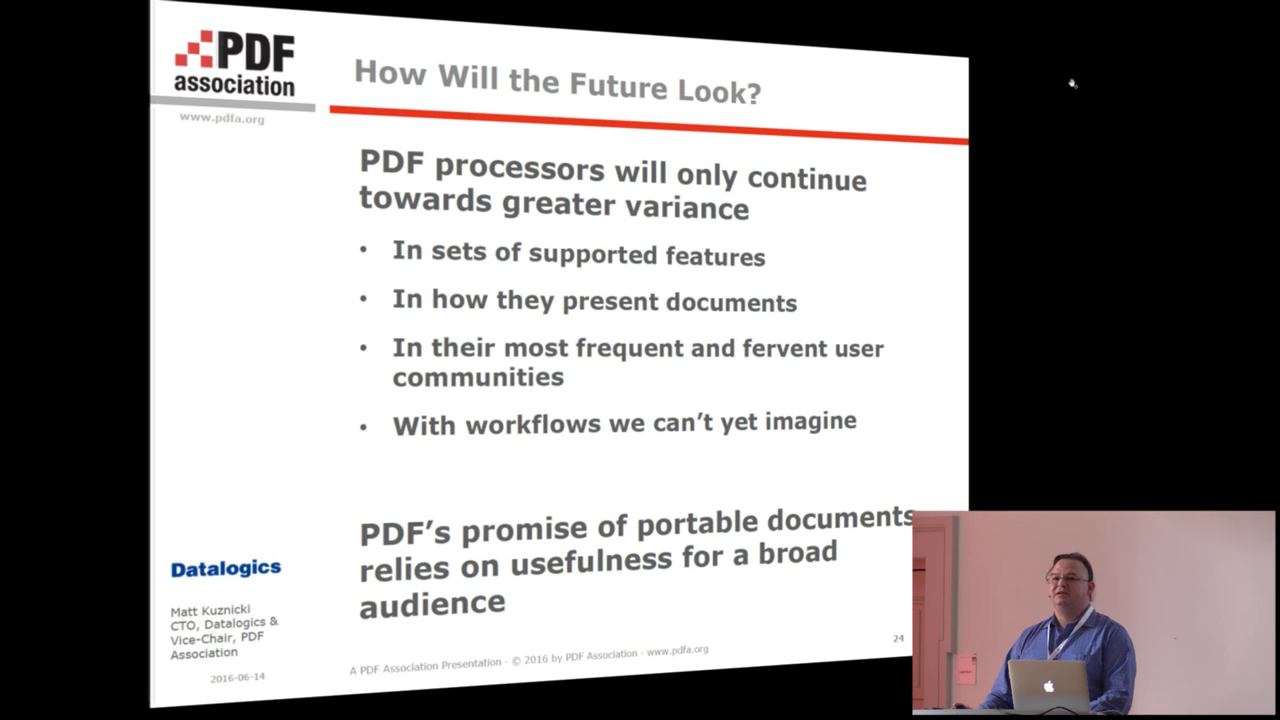 PDF
association
www.pdfa.org
How Will the Future Look?
PDF processors will only continue
towards greater variance
• In sets of supported features
• In how they present documents
• In their most frequent and fervent user
communities
• With workflows we can’t yet imagine
PDF’s promise of portable documents
relies on usefulness for a broad
audience
Datalogics
Matt Kuznicki
CTO, Datalogics &
Vice-Chair, PDF
Association
2016-06-14
A PDF Association Presentation · © 2016 by PDF Association · www.pdfa.org
24